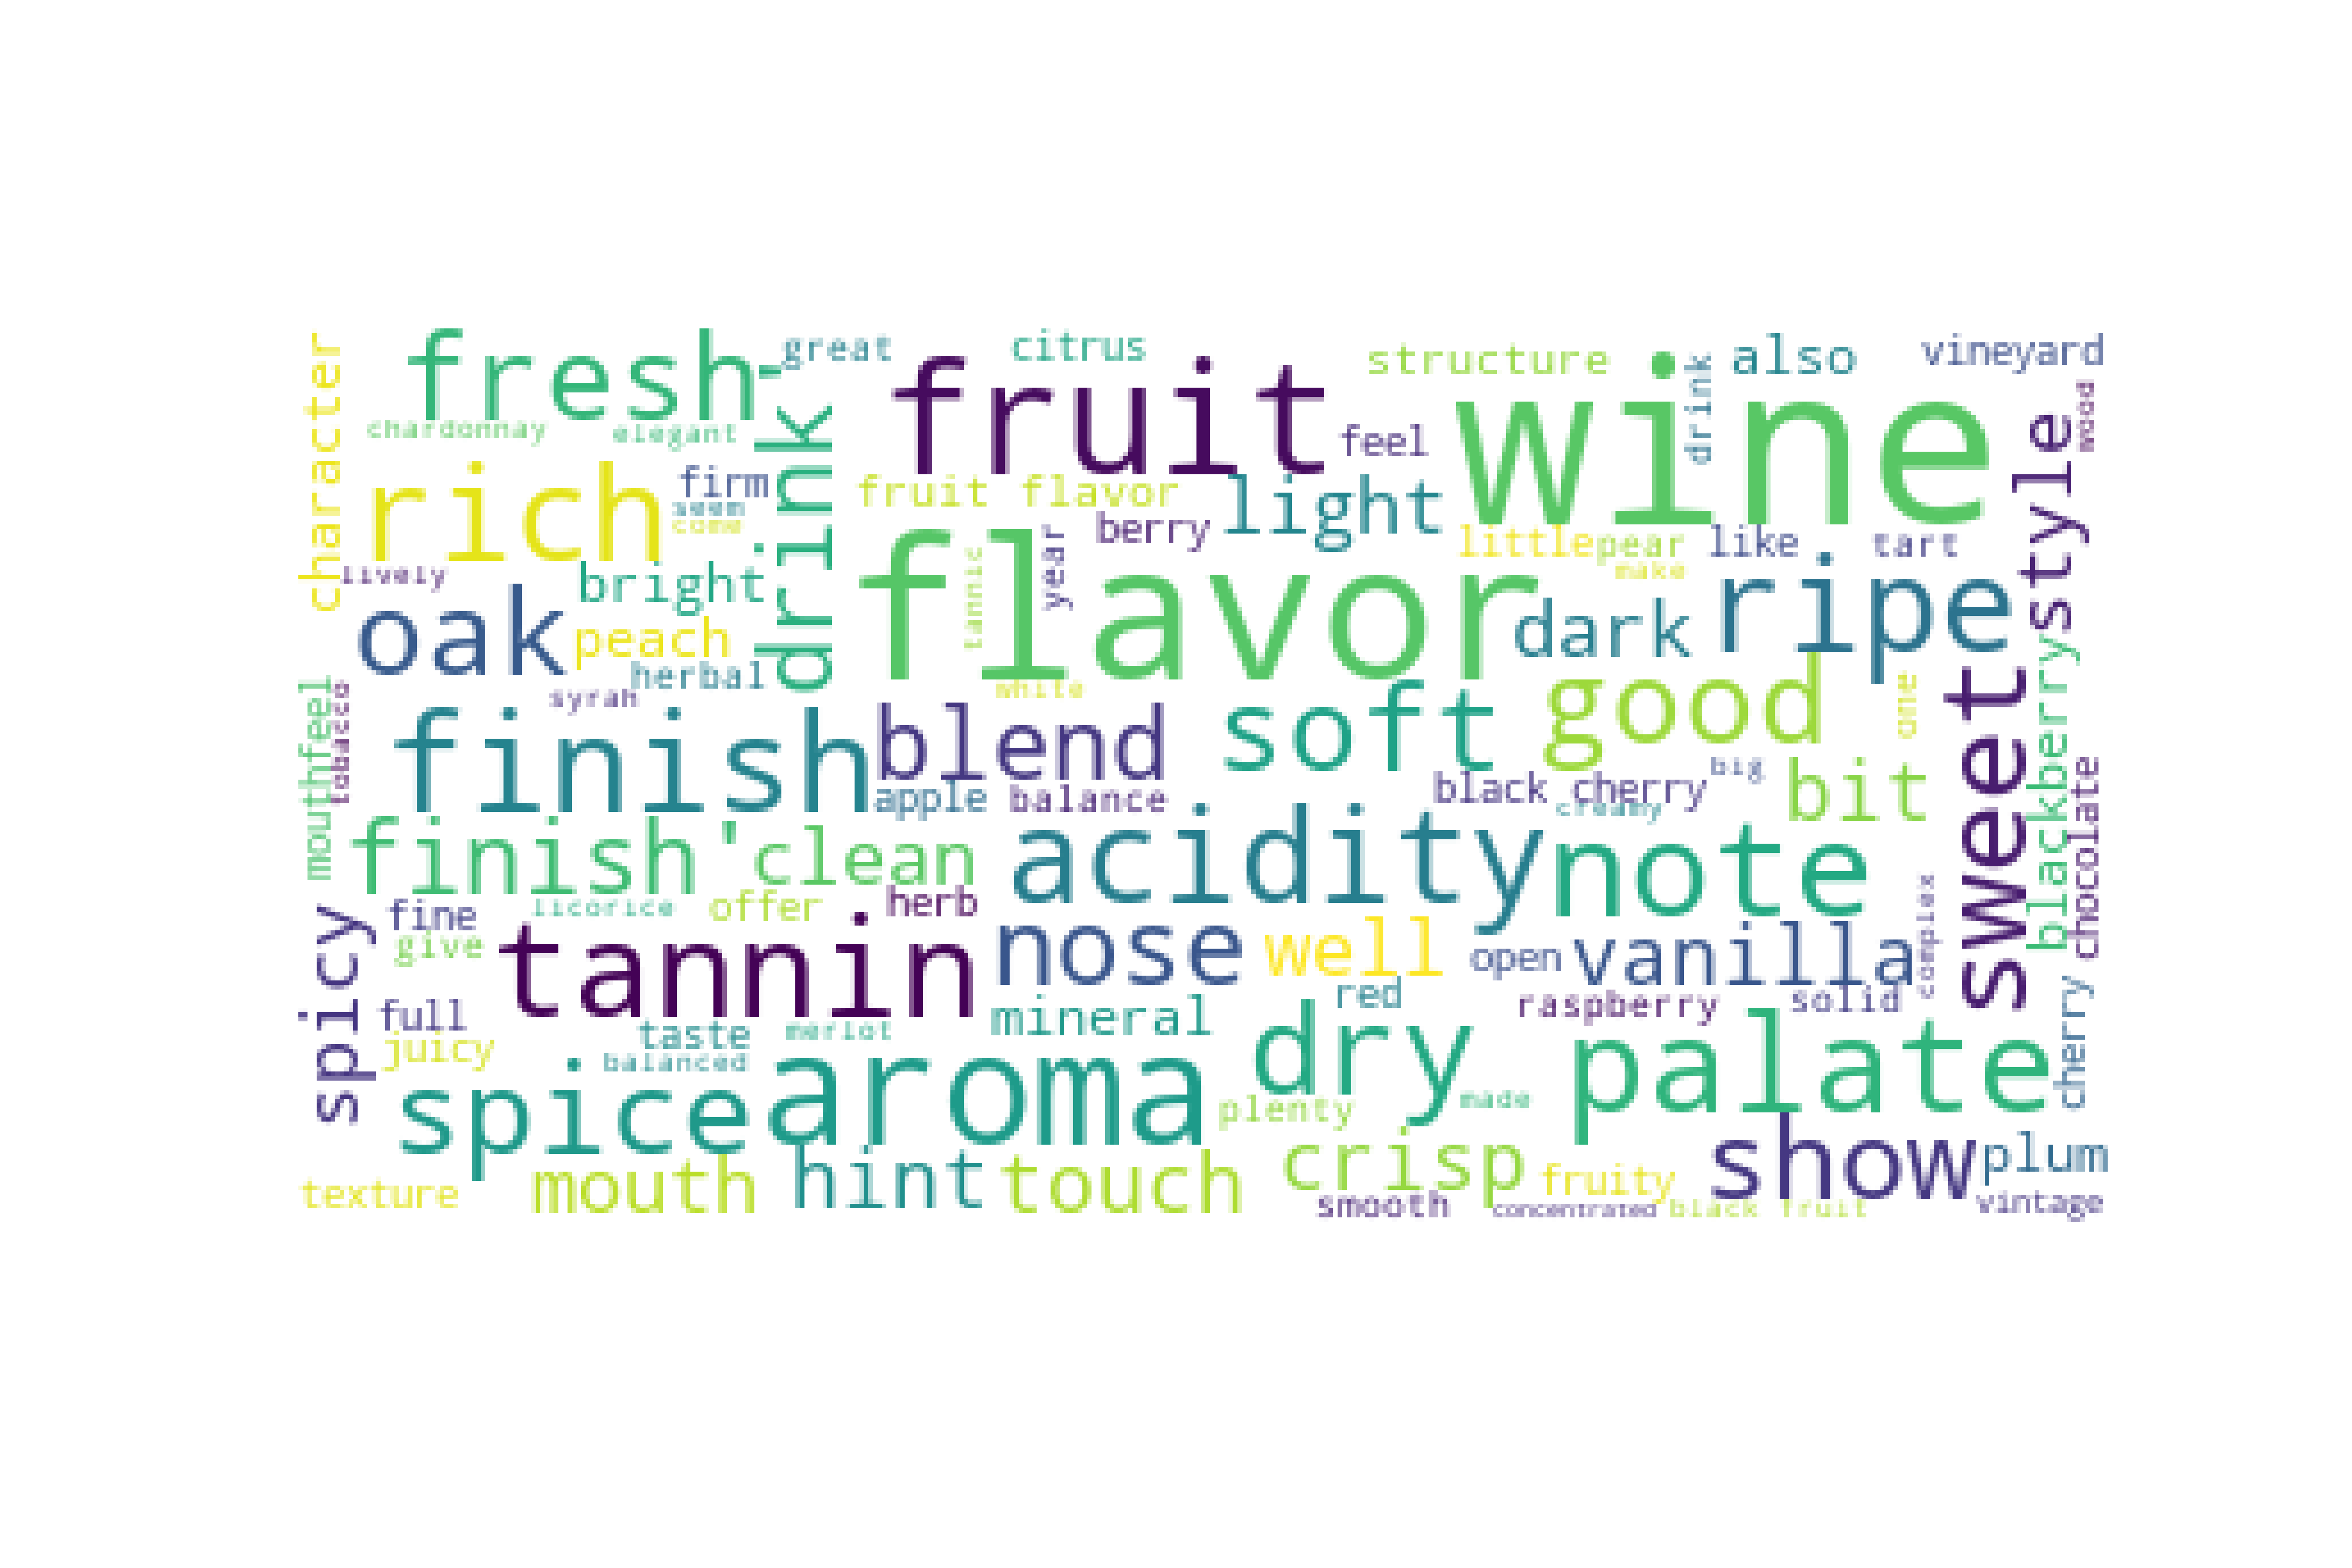 character
fresh
great
citrus
structure
also
vineyard
fruit
wine
drink
wood
style
chardonnay
elegant
feel
rich
firm
seem
come
drink'
fruit flavor
light
berry
little
pear
like
tart
make
lively
bright
flavor
tannic
year
ripe
oak
peach
dark
herbal
syrah
white
good
one
sweet
blackberry
mouthfeel
tobacco
finish
blend
soft
apple
balance
black cherry
big
bit
creamy
chocolate
finish'
clean
acidity
note
licorice
offer
herb
fine
give
spicy
tannin
nose
well
open
vanilla
complex
full
juicy
taste
mineral
red
raspberry
solid
cherry
merlot
balanced
dry
palate
spice
aroma
plenty
made
mouth
hint
touch
crisp
fruity
show
plum
texture
smooth
concentrated
black fruit
vintage